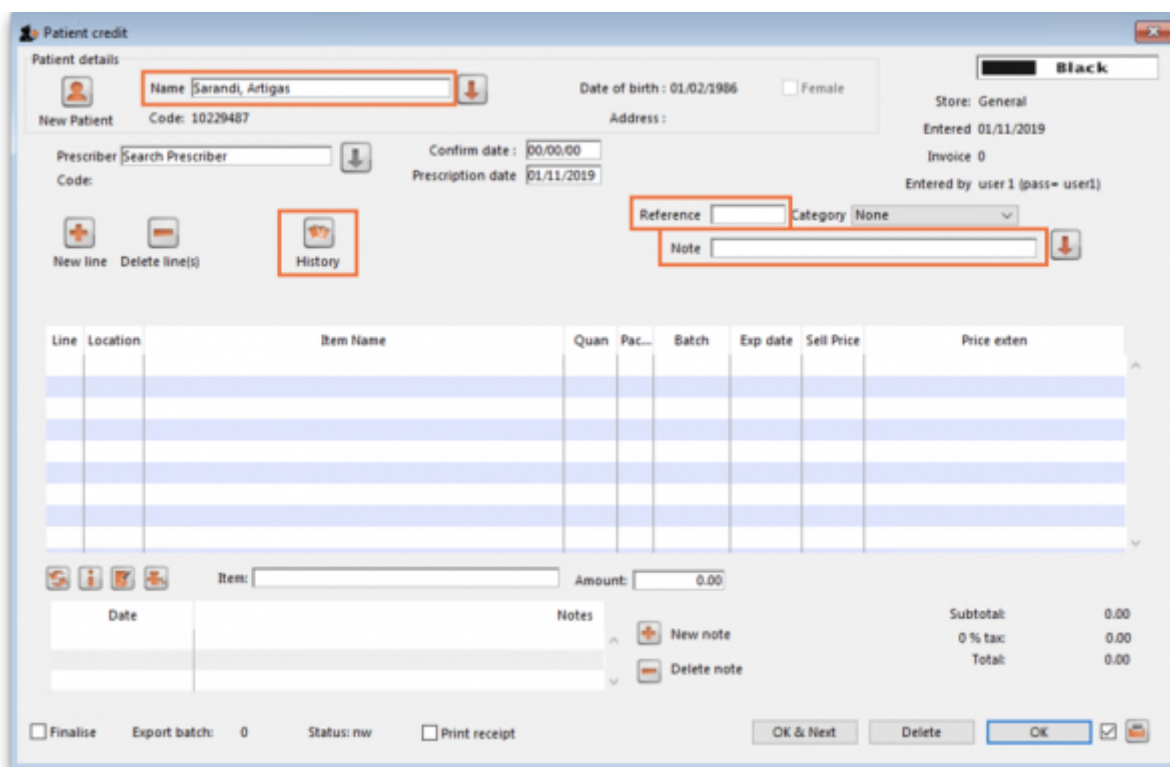 Patient credit
Patient details
Black
Name Sarandi, Artigas
Date of birth : 01/02/1986
Female
Store: General
New Patient
Code: 10229487
Address :
Entered 01/11/2019
Prescriber Search Prescriber
Confirm date : 00/00/00
Invoice 0
Code:
Prescription date 01/11/2019
Entered by user 1 (pass= user1)
Reference
Category None
Note
New line Delete line(s) History
Line Location Item Name Quan Pac... Batch Exp date Sell Price Price exten
Item:
Amount: 0.00
Date Notes
New note
Delete note
Subtotal: 0.00
0 % tax: 0.00
Total: 0.00
Finalise Export batch: 0 Status: nw Print receipt OK & Next Delete OK